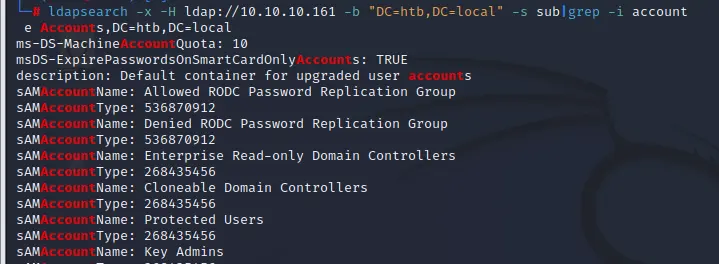 └─# ldapsearch -x -H ldap://10.10.10.161 -b "DC=htb,DC=local" -s sub|grep -i account
e Accounts,DC=htb,DC=local
ms-DS-MachineAccountQuota: 10
msDS-ExpirePasswordsOnSmartCardOnlyAccounts: TRUE
description: Default container for upgraded user accounts
sAMAccountName: Allowed RODC Password Replication Group
sAMAccountType: 536870912
sAMAccountName: Denied RODC Password Replication Group
sAMAccountType: 536870912
sAMAccountName: Enterprise Read-only Domain Controllers
sAMAccountType: 268435456
sAMAccountName: Cloneable Domain Controllers
sAMAccountType: 268435456
sAMAccountName: Protected Users
sAMAccountType: 268435456
sAMAccountName: Key Admins